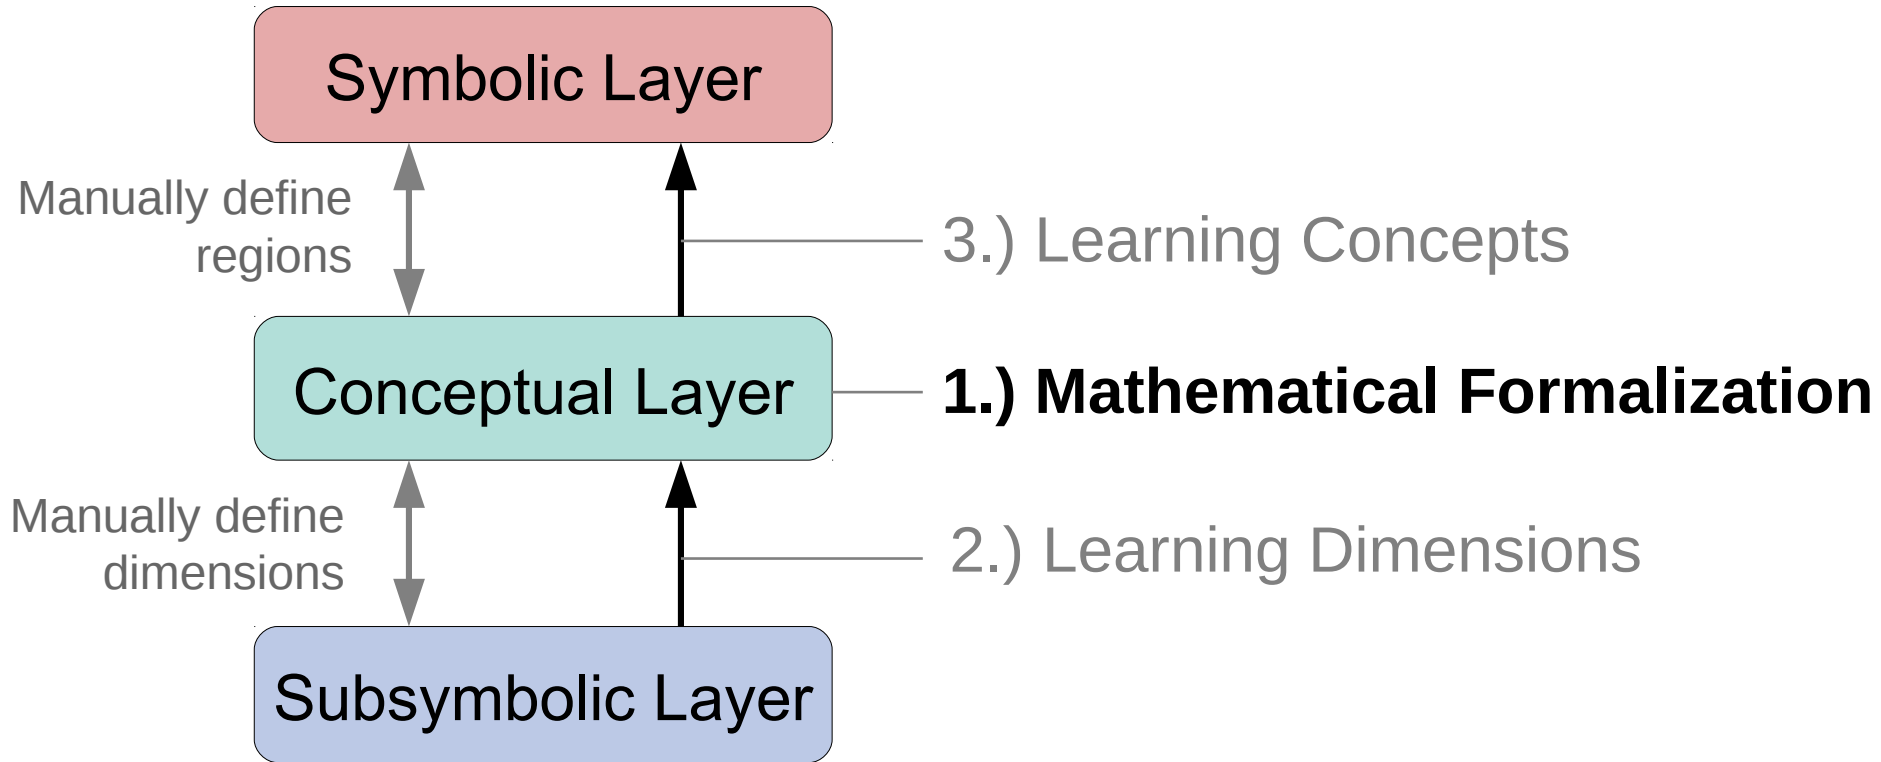 Symbolic Layer
Manually define
regions
3.) Learning Concepts
Conceptual Layer
1.) Mathematical Formalization
Manually define
dimensions
2.) Learning Dimensions
Subsymbolic Layer